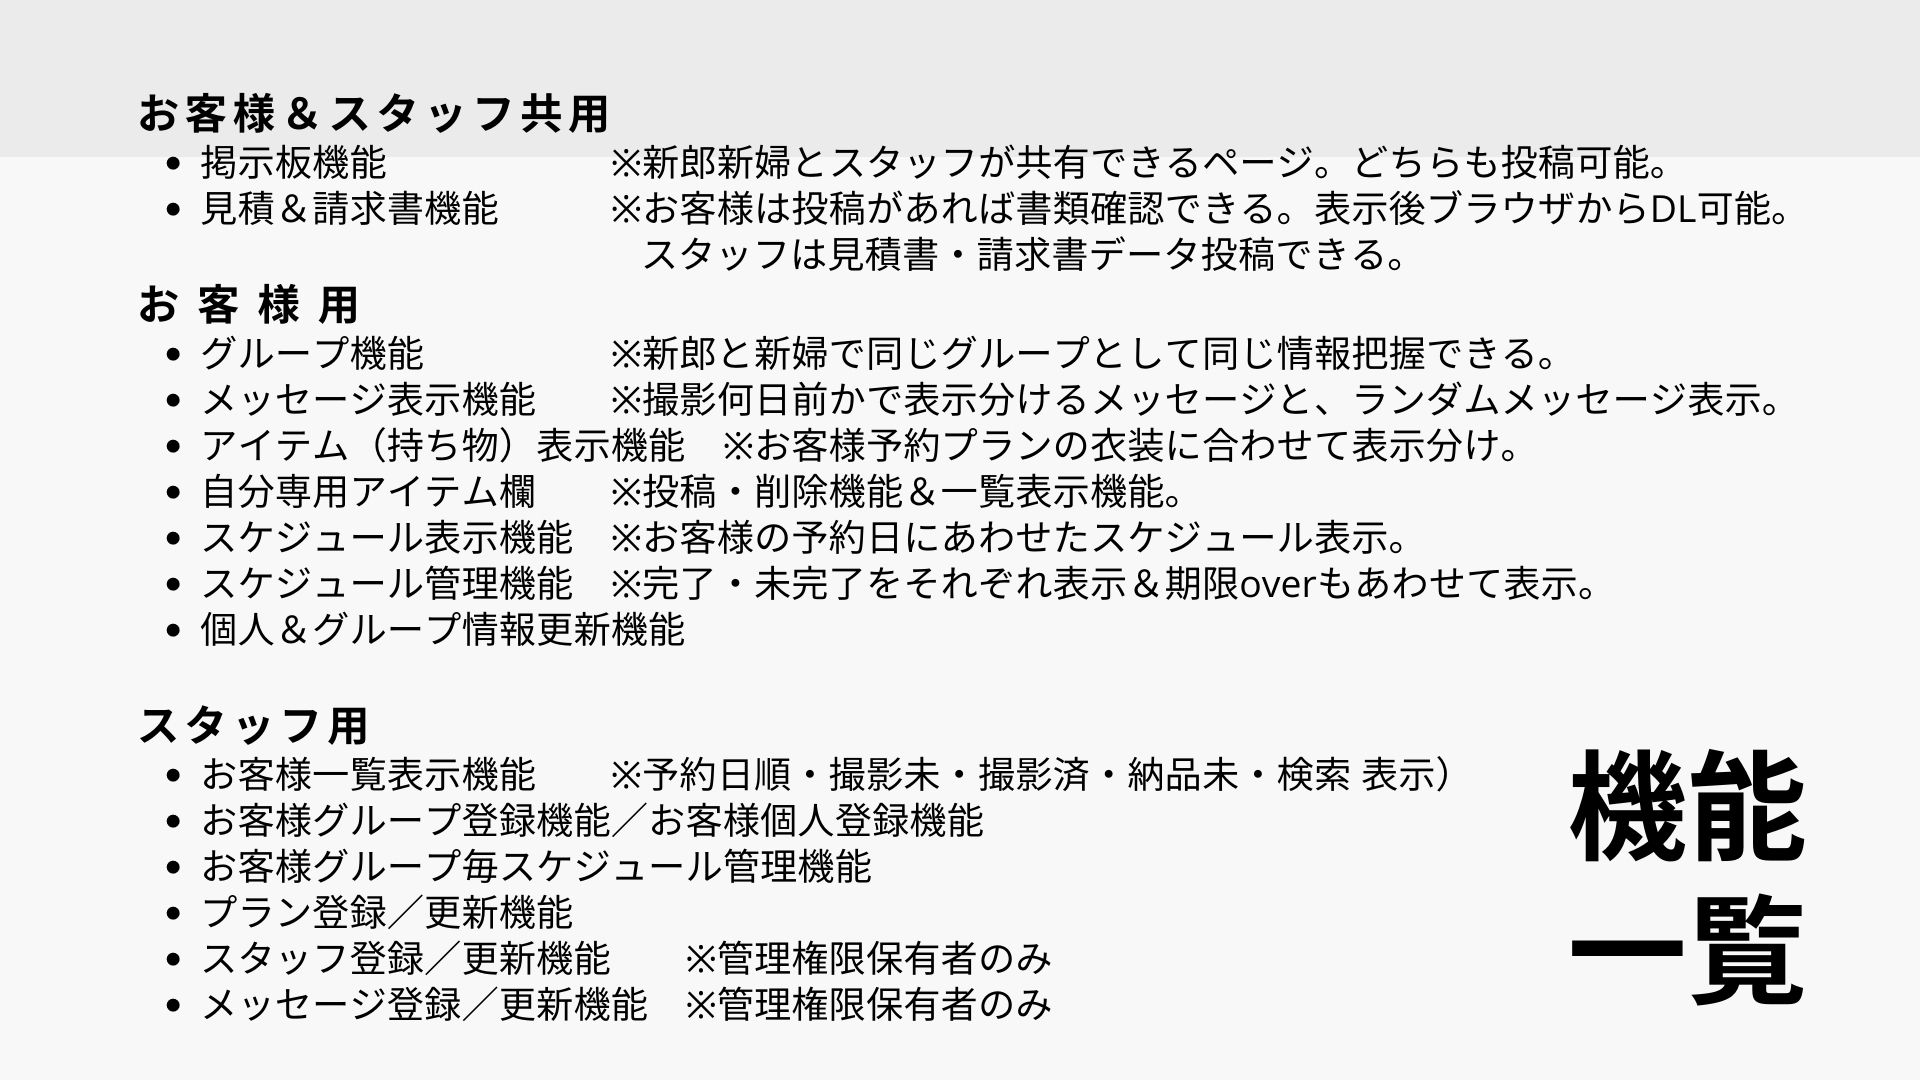 お客様＆スタッフ共用
• 掲示板機能　　　　　　※新郎新婦とスタッフが共有できるページ。どちらも投稿可能。
• 見積＆請求書機能　　　※お客様は投稿があれば書類確認できる。表示後ブラウザからDL可能。
スタッフは見積書・請求書データ投稿できる。
お 客 様 用
• グループ機能　　　　　※新郎と新婦で同じグループとして同じ情報把握できる。
• メッセージ表示機能　　※撮影何日前かで表示分けるメッセージと、ランダムメッセージ表示。
• アイテム（持ち物）表示機能　※お客様予約プランの衣装に合わせて表示分け。
• 自分専用アイテム欄　　※投稿・削除機能＆一覧表示機能。
• スケジュール表示機能　※お客様の予約日にあわせたスケジュール表示。
• スケジュール管理機能　※完了・未完了をそれぞれ表示＆期限overもあわせて表示。
• 個人＆グループ情報更新機能
スタッフ用
• お客様一覧表示機能　　※予約日順・撮影未・撮影済・納品未・検索 表示）
• お客様グループ登録機能／お客様個人登録機能
• お客様グループ毎スケジュール管理機能
• プラン登録／更新機能
• スタッフ登録／更新機能　　※管理権限保有者のみ
• メッセージ登録／更新機能　※管理権限保有者のみ
機能
一覧